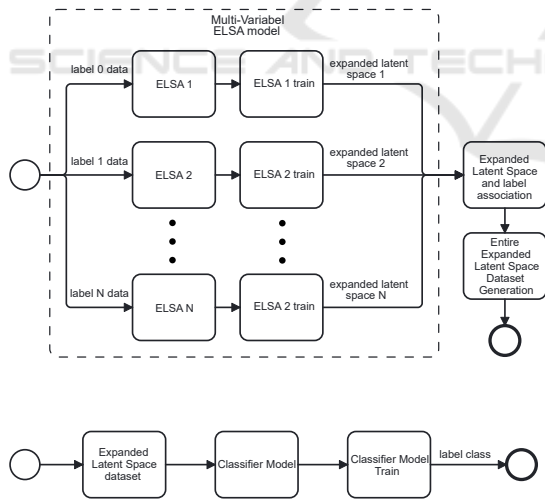 Multi-Variabel
ELSA model
SCIENCE AND TECH
label 0 data
ELSA 1
ELSA 1 train
expanded latent
space 1
label 1 data
ELSA 2
ELSA 2 train
expanded latent
space 2
Expanded
Latent Space
and label
association
Entire
Expanded
Latent Space
Dataset
Generation
label N data
ELSA N
ELSA 2 train
expanded latent
space N
Expanded
Latent Space
dataset
Classifier Model
Classifier Model
Train
label class